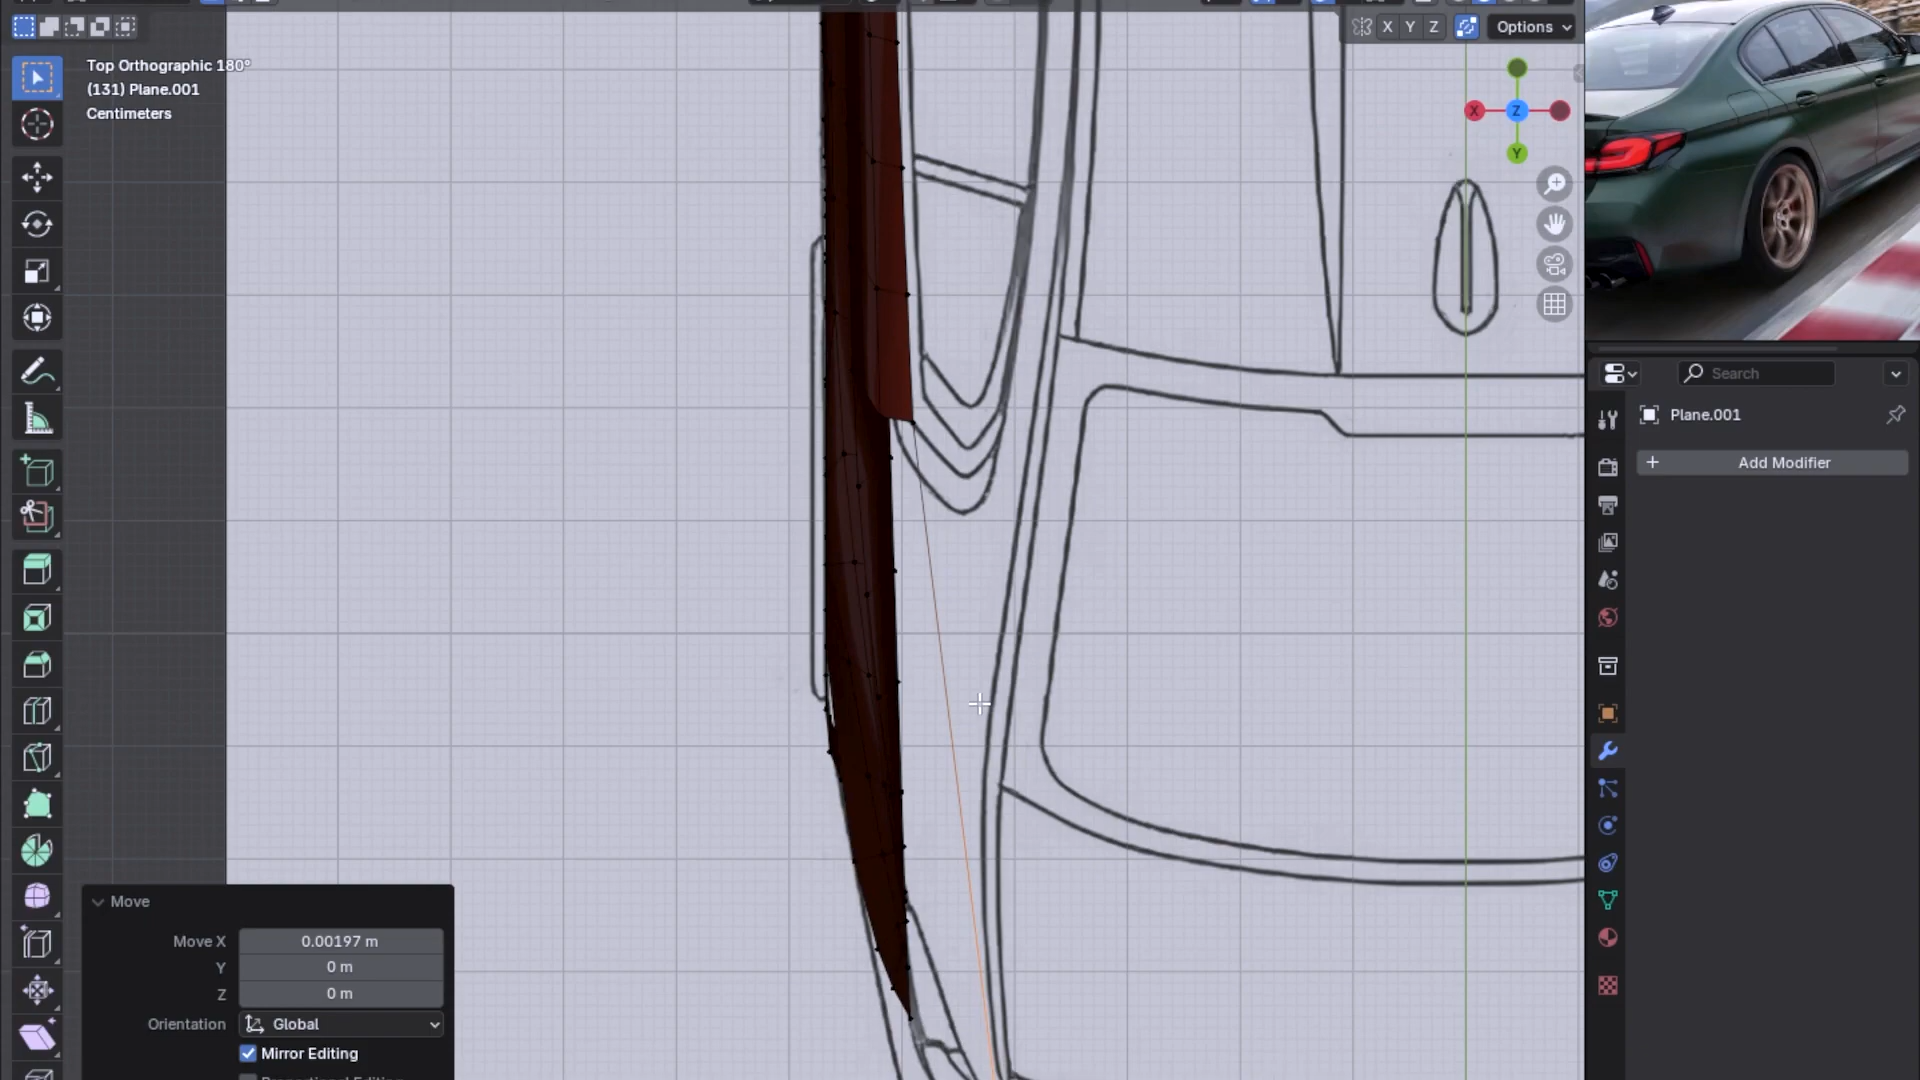 X Y Z
Options
Top Orthographic 180°
(131) Plane.001
Centimeters
X
Z
Y
Search
Plane.001
+ Add Modifier
Move
Move X 0.00197 m
Y 0 m
Z 0 m
Orientation Global
Mirror Editing